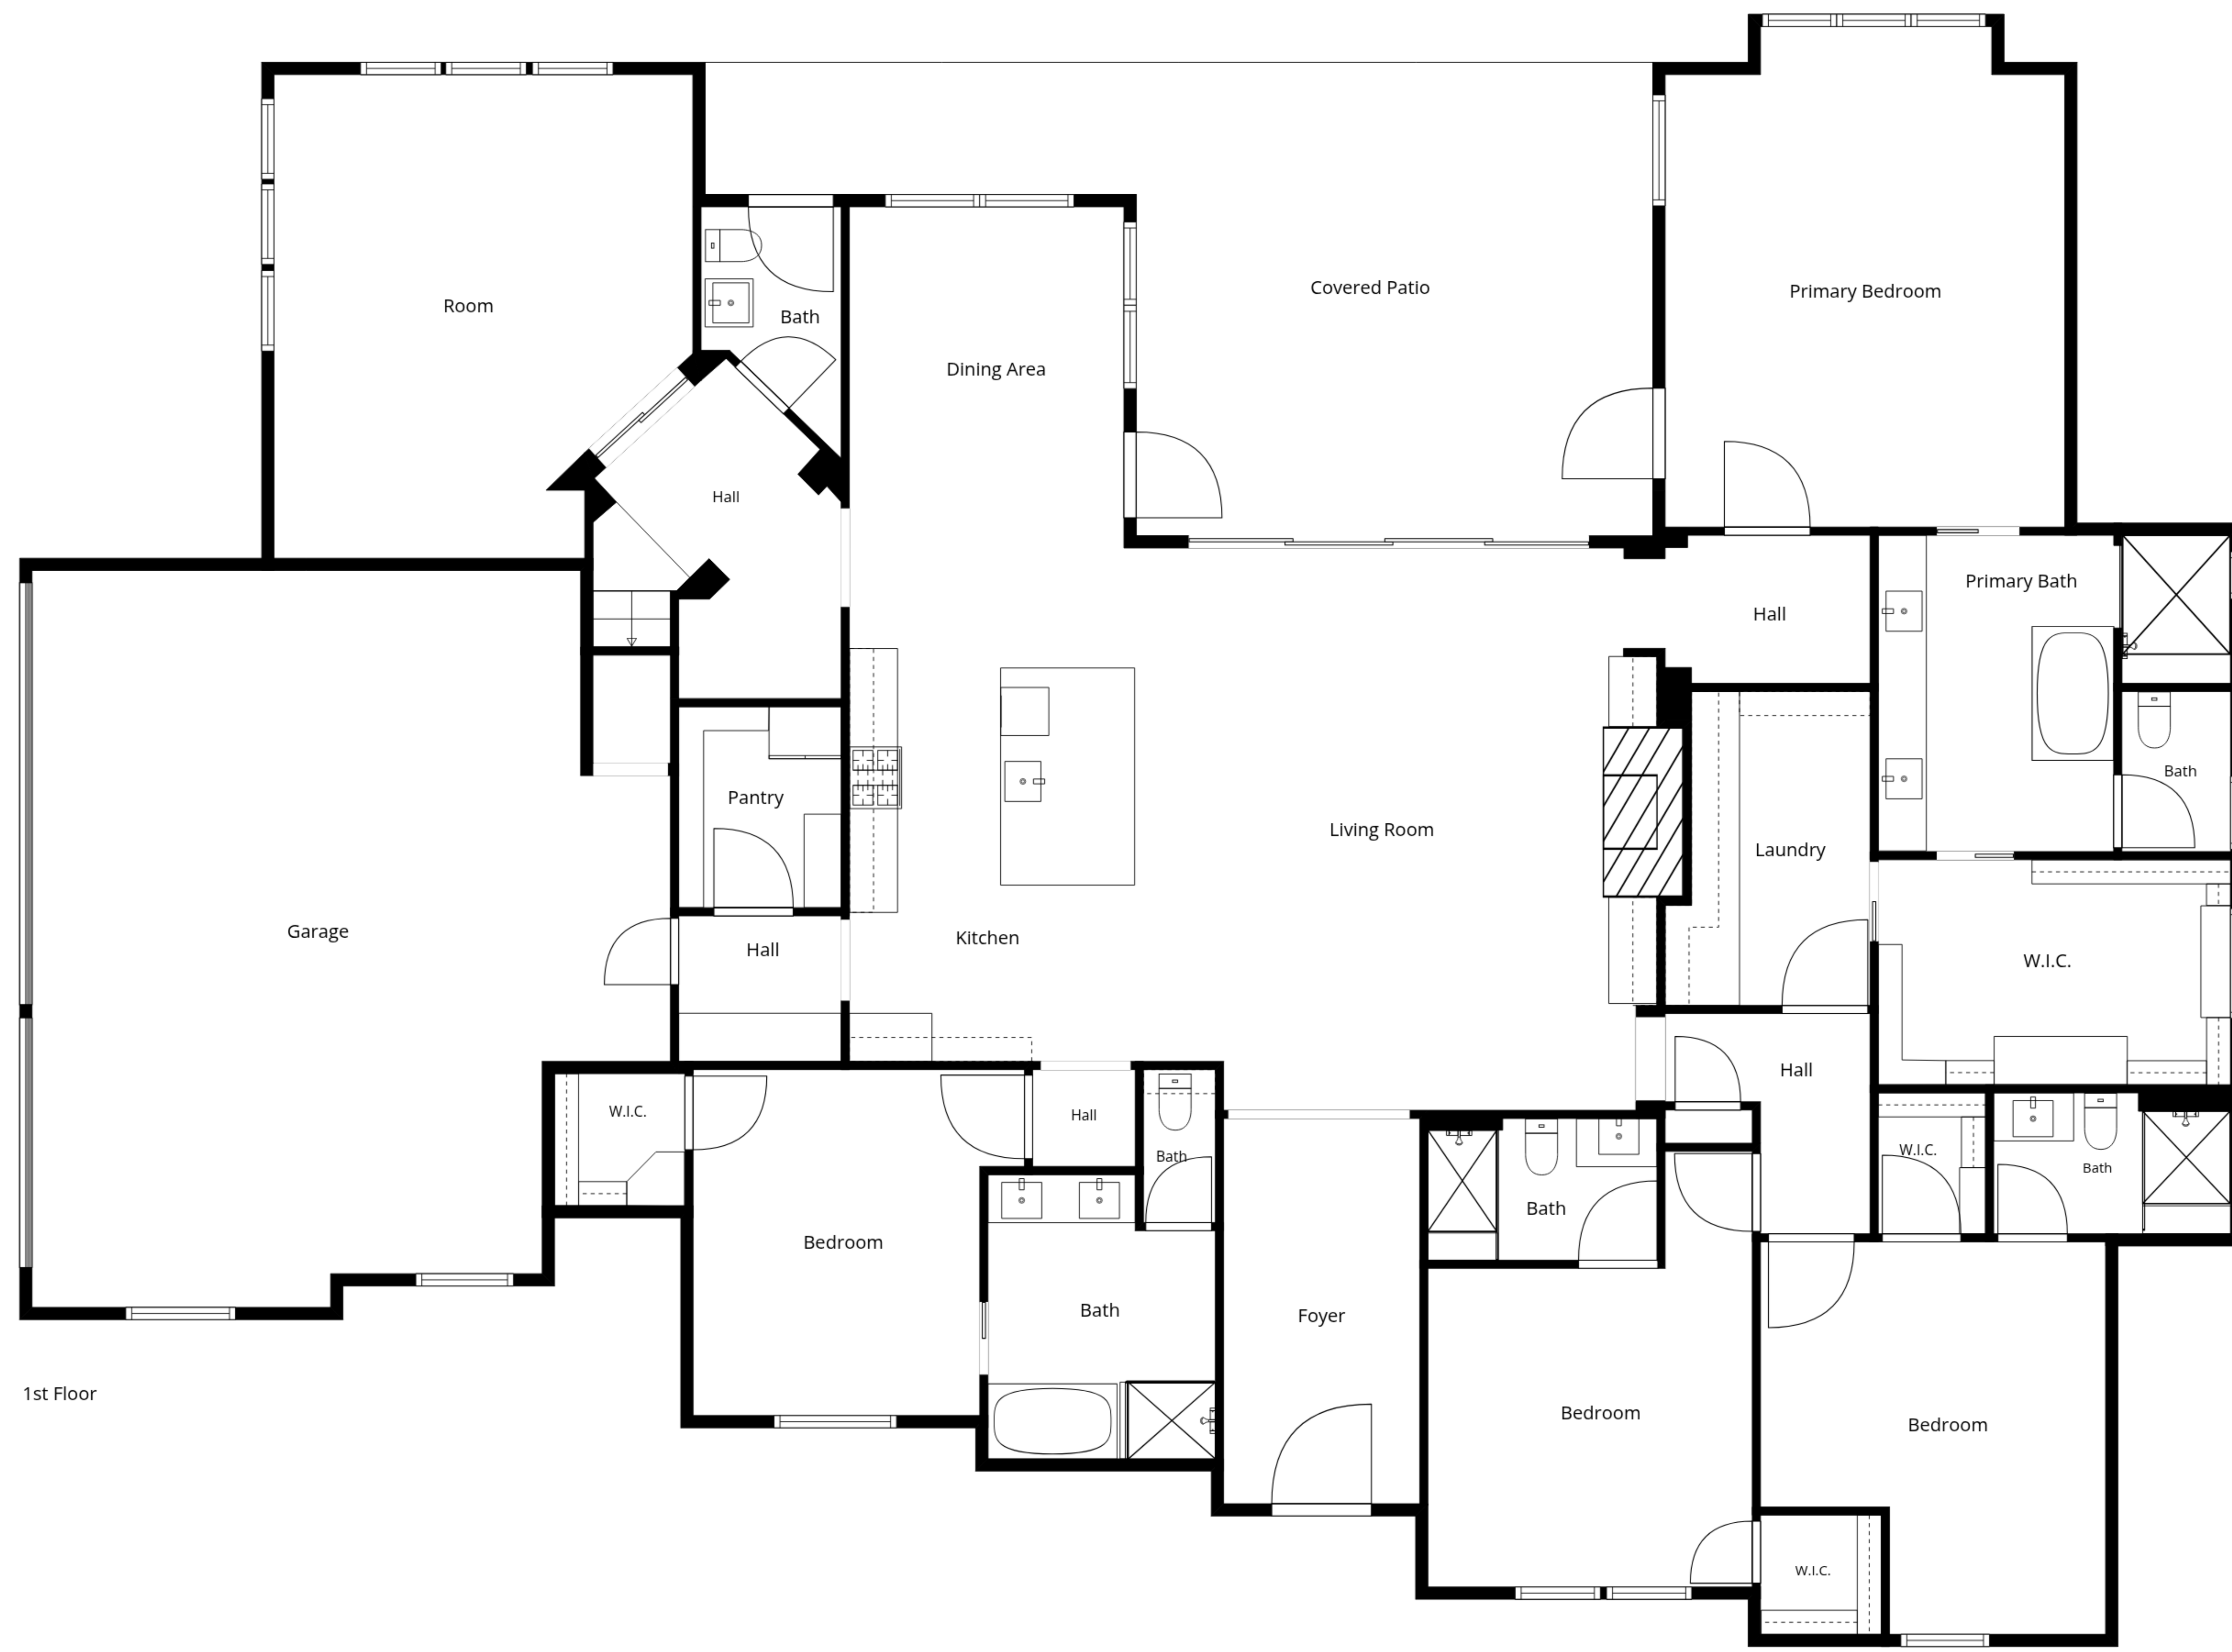 Covered Patio
Primary Bedroom
Room
Bath
Dining Area
Hall
Primary Bath
Hall
Bath
Pantry
Living Room
Laundry
Garage
Kitchen
Hall
W.I.C.
Hall
W.I.C.
Hall
Bath
W.I.C.
Bath
Bath
Bedroom
Bath
Foyer
1st Floor
Bedroom
Bedroom
W.I.C.